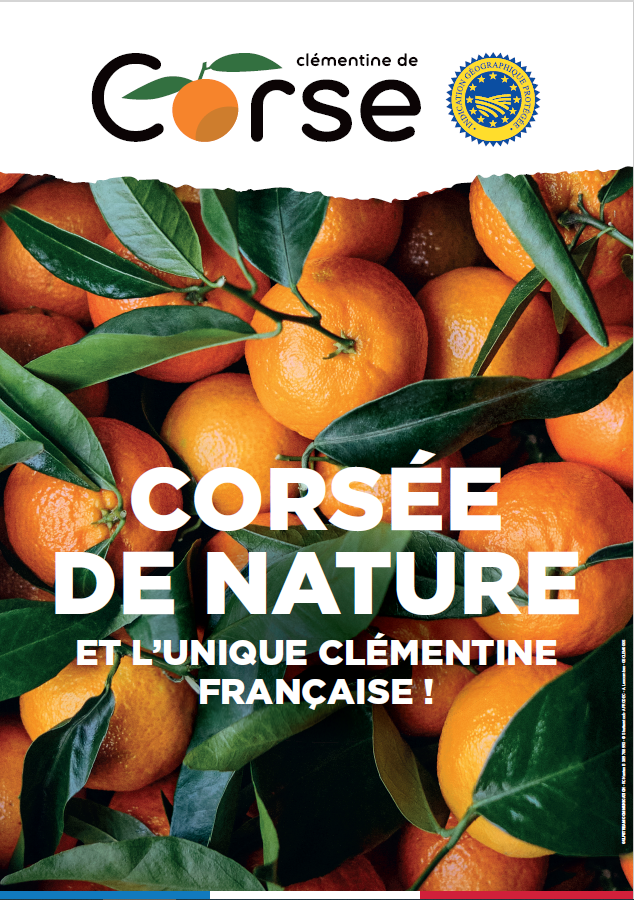 clémentine de
Corse
INDICATION GÉOGRAPHIQUE PROTÉGÉE
CORSÉE
DE NATURE
ET L'UNIQUE CLÉMENTINE
FRANÇAISE !